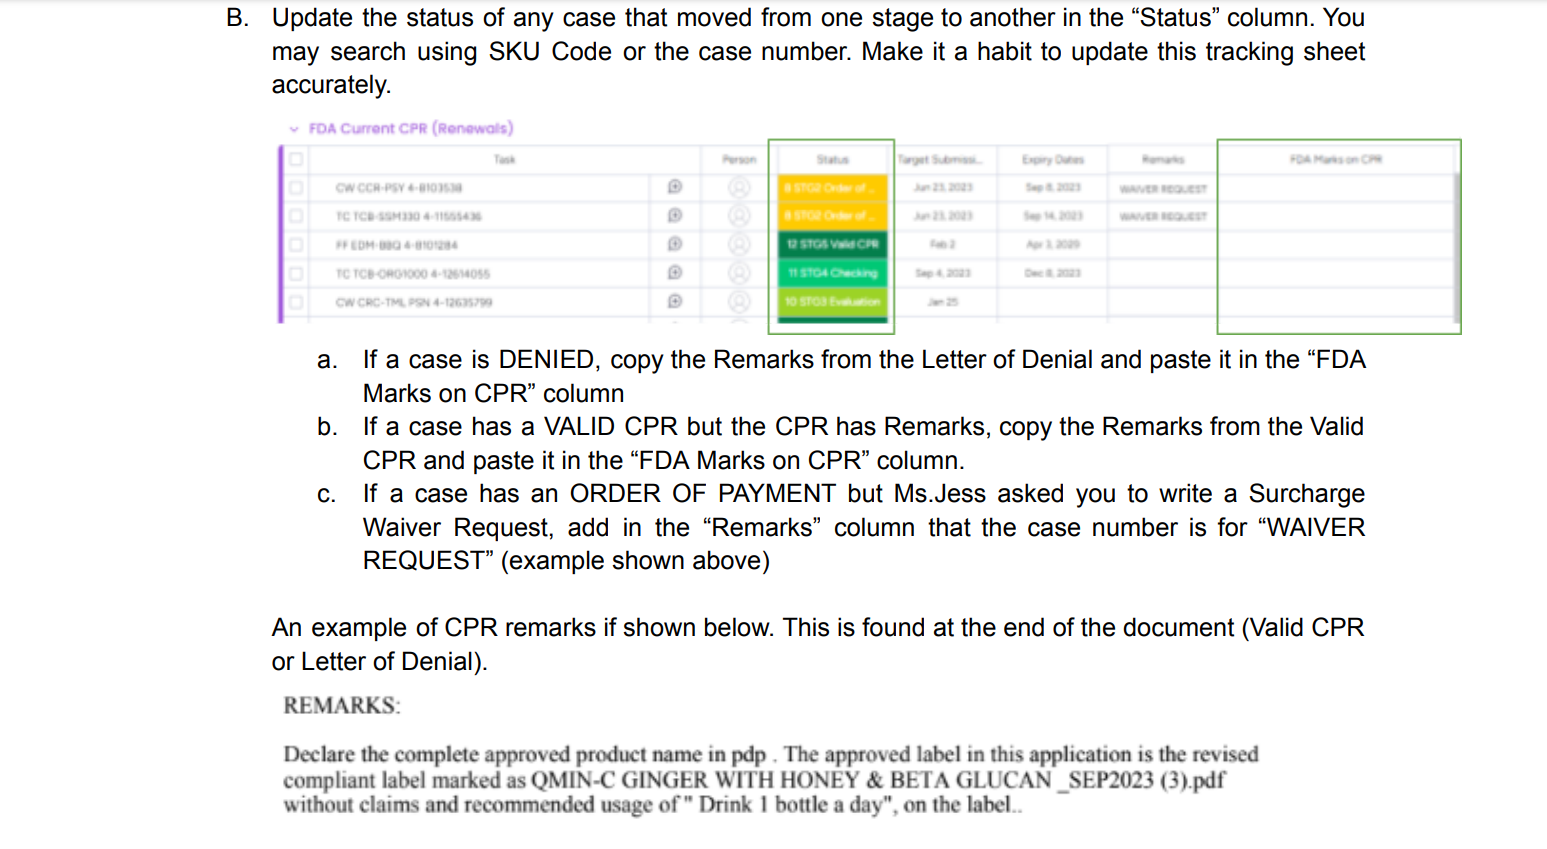 B. Update the status of any case that moved from one stage to another in the “Status” column. You
may search using SKU Code or the case number. Make it a habit to update this tracking sheet
accurately.
FDA Current CPR (Renewals)
Task Person Status Target Submissi... Expiry Dates Remarks FDA Marks on CPR
CW CCR-PSY 4-8103538 8 STG2 Order of ... Jun 23, 2023 Sep 8, 2023 WAIVER REQUEST
TC TCB-SSM330 4-11555436 8 STG2 Order of ... Jun 23, 2023 Sep 14, 2023 WAIVER REQUEST
FF EDM-BBQ 4-8101284 12 STG5 Valid CPR Feb 2 Apr 3, 2029
TC TCB-ORG1000 4-12614055 11 STG4 Checking Sep 4, 2023 Dec 8, 2023
CW CRC-TML PSN 4-12635799 10 STG3 Evaluation Jan 25
a. If a case is DENIED, copy the Remarks from the Letter of Denial and paste it in the “FDA
Marks on CPR” column
b. If a case has a VALID CPR but the CPR has Remarks, copy the Remarks from the Valid
CPR and paste it in the “FDA Marks on CPR” column.
c. If a case has an ORDER OF PAYMENT but Ms.Jess asked you to write a Surcharge
Waiver Request, add in the “Remarks” column that the case number is for “WAIVER
REQUEST” (example shown above)
An example of CPR remarks if shown below. This is found at the end of the document (Valid CPR
or Letter of Denial).
REMARKS:
Declare the complete approved product name in pdp . The approved label in this application is the revised
compliant label marked as QMIN-C GINGER WITH HONEY & BETA GLUCAN _SEP2023 (3).pdf
without claims and recommended usage of " Drink 1 bottle a day", on the label..